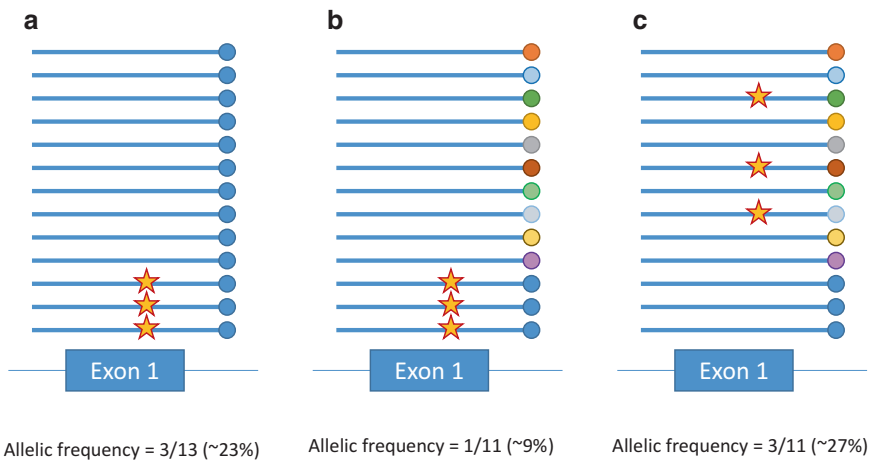 a
b
c
Exon 1
Exon 1
Exon 1
Allelic frequency = 3/13 (~23%)
Allelic frequency = 1/11 (~9%)
Allelic frequency = 3/11 (~27%)